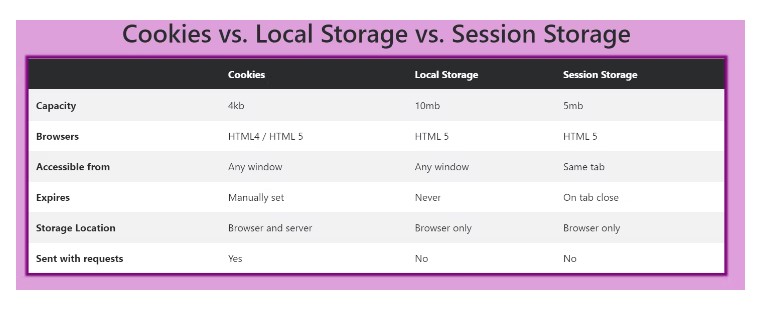 Cookies vs. Local Storage vs. Session Storage
Cookies Local Storage Session Storage
Capacity 4kb 10mb 5mb
Browsers HTML4 / HTML 5 HTML 5 HTML 5
Accessible from Any window Any window Same tab
Expires Manually set Never On tab close
Storage Location Browser and server Browser only Browser only
Sent with requests Yes No No